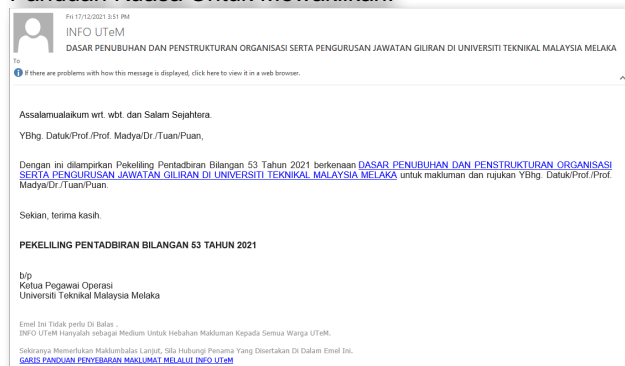 Fri 17/12/2021 3:51 PM
INFO UTeM
DASAR PENUBUHAN DAN PENSTRUKTURAN ORGANISASI SERTA PENGURUSAN JAWATAN GILIRAN DI UNIVERSITI TEKNIKAL MALAYSIA MELAKA
To
If there are problems with how this message is displayed, click here to view it in a web browser.
Assalamualaikum wrt. wbt. dan Salam Sejahtera.
YBhg. Datuk/Prof./Prof. Madya/Dr./Tuan/Puan,
Dengan ini dilampirkan Pekeliling Pentadbiran Bilangan 53 Tahun 2021 berkenaan DASAR PENUBUHAN DAN PENSTRUKTURAN ORGANISASI
SERTA PENGURUSAN JAWATAN GILIRAN DI UNIVERSITI TEKNIKAL MALAYSIA MELAKA untuk makluman dan rujukan YBhg. Datuk/Prof./Prof.
Madya/Dr./Tuan/Puan.
Sekian, terima kasih.
PEKELILING PENTADBIRAN BILANGAN 53 TAHUN 2021
b/p
Ketua Pegawai Operasi
Universiti Teknikal Malaysia Melaka
Emel Ini Tidak perlu Di Balas .
INFO UTeM Hanyalah sebagai Medium Untuk Hebahan Makluman Kepada Semua Warga UTeM.
Sekiranya Memerlukan Maklumbalas Lanjut, Sila Hubungi Penama Yang Disertakan Di Dalam Emel Ini.
GARIS PANDUAN PENYEBARAN MAKLUMAT MELALUI INFO UTeM